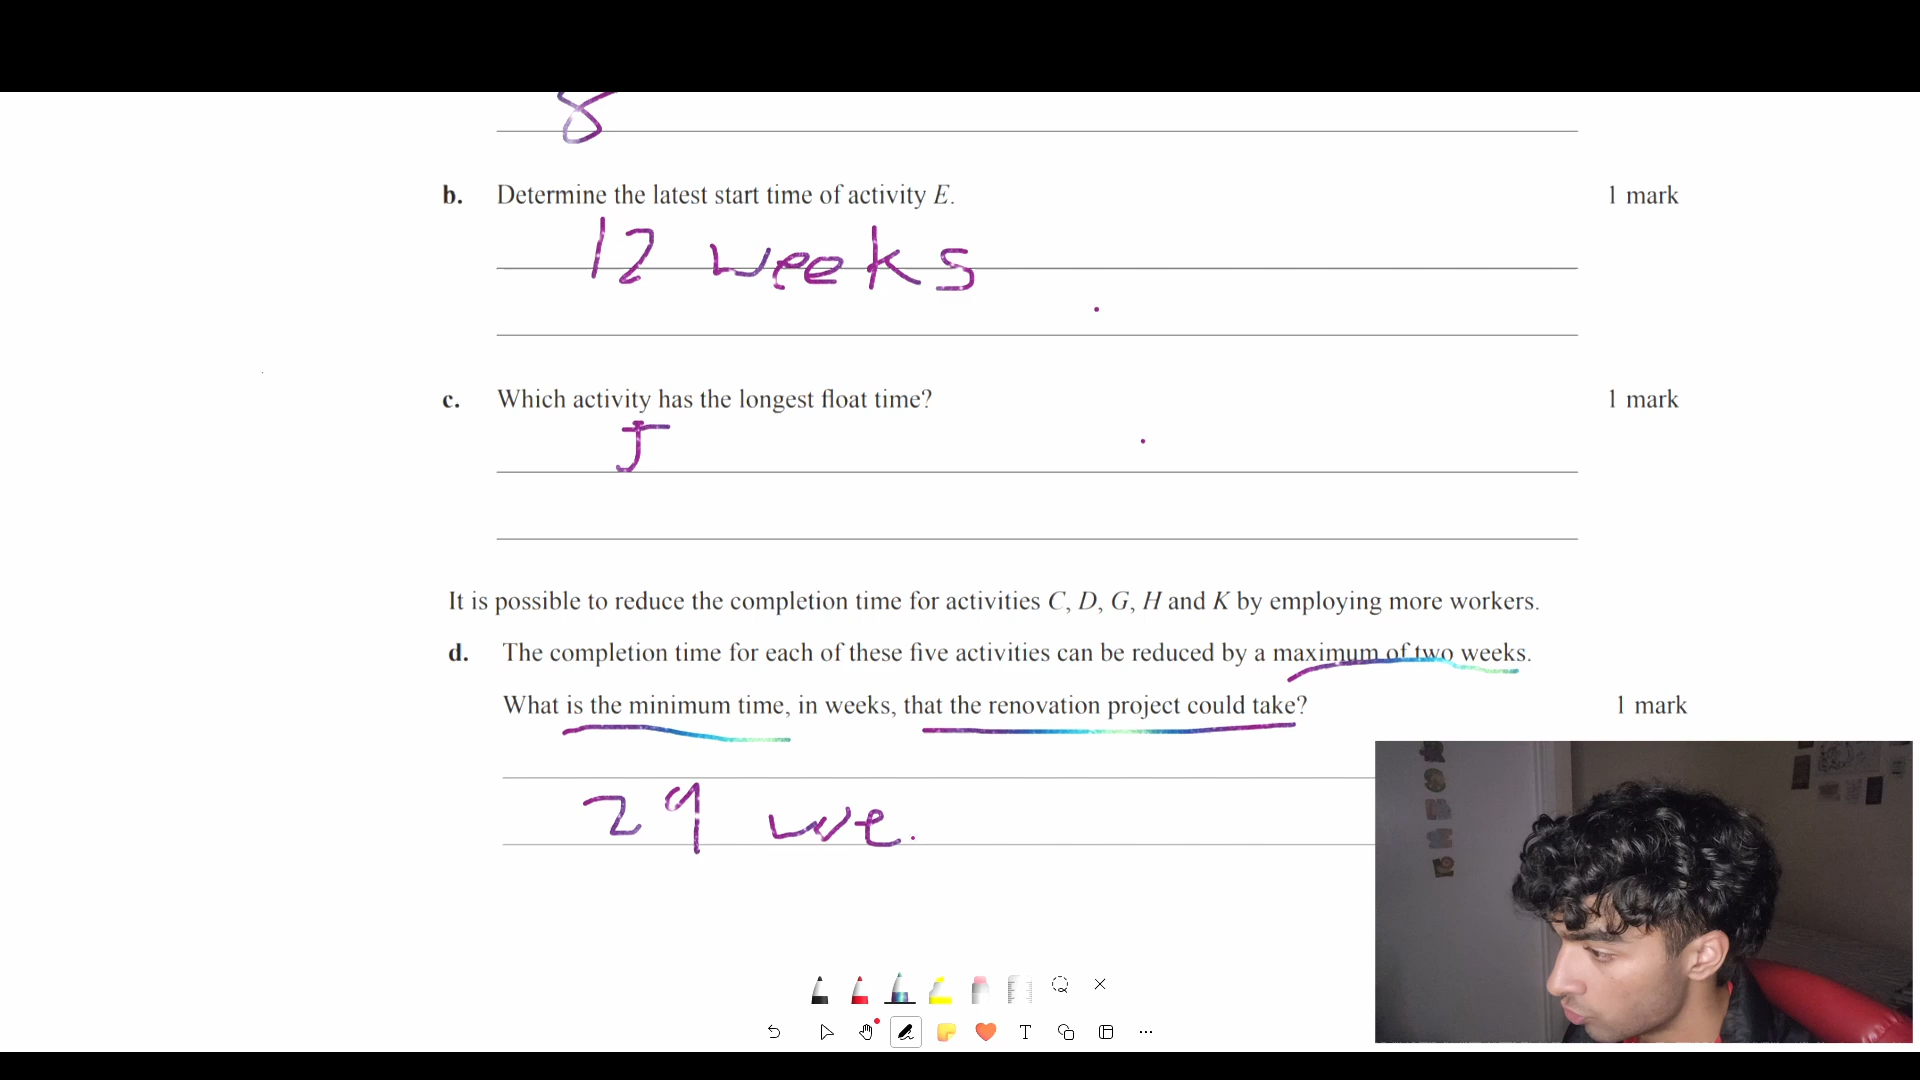 8
b. Determine the latest start time of activity E. 1 mark
12 weeks
c. Which activity has the longest float time? 1 mark
J
It is possible to reduce the completion time for activities C, D, G, H and K by employing more workers.
d. The completion time for each of these five activities can be reduced by a maximum of two weeks.
What is the minimum time, in weeks, that the renovation project could take? 1 mark
29 we
T